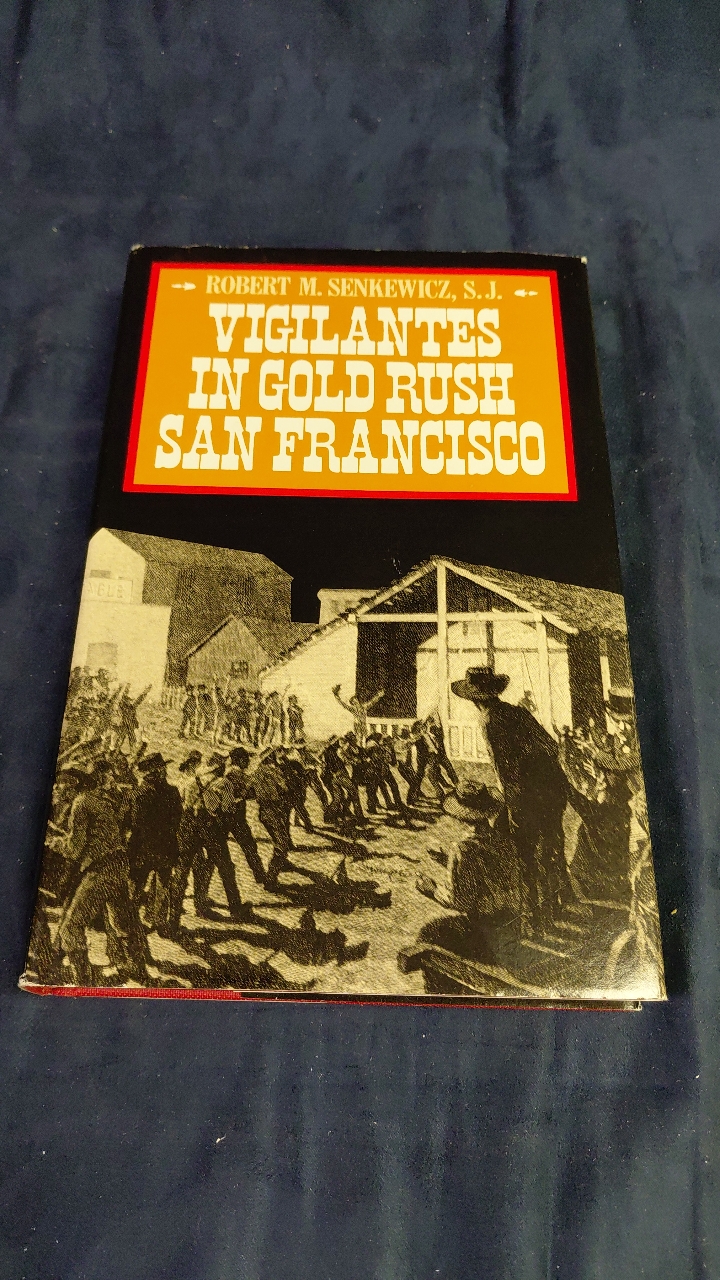 ROBERT M. SENKEWICZ, S.J.
VIGILANTES
IN GOLD RUSH
SAN FRANCISCO